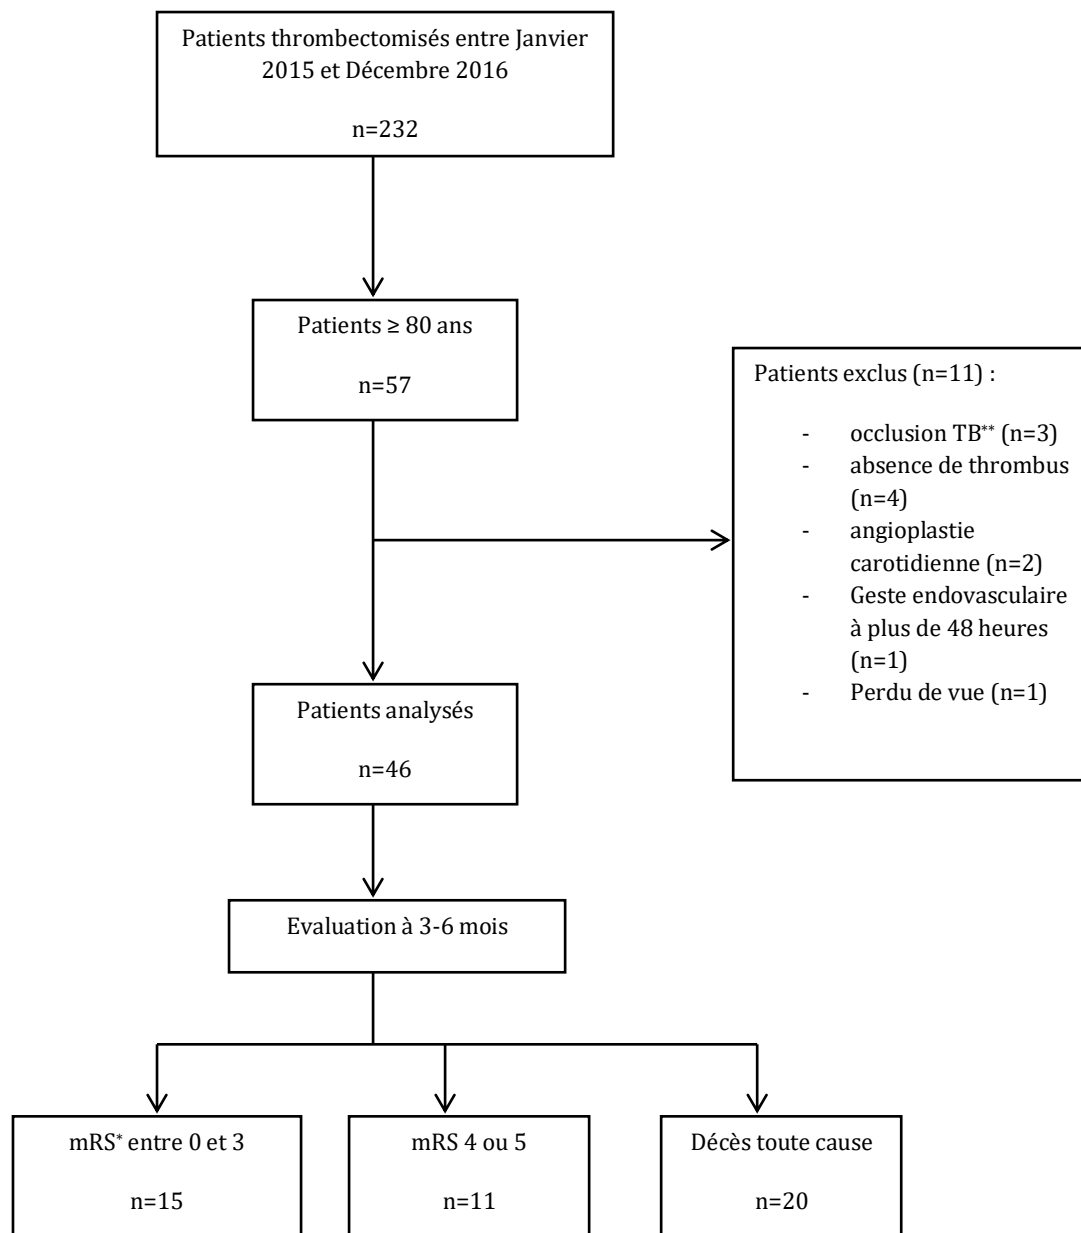 Patients thrombectomisés entre Janvier
2015 et Décembre 2016
n=232
Patients ≥ 80 ans
n=57
Patients exclus (n=11) :
- occlusion TB** (n=3)
- absence de thrombus
(n=4)
- angioplastie
carotidienne (n=2)
- Geste endovasculaire
à plus de 48 heures
(n=1)
- Perdu de vue (n=1)
Patients analysés
n=46
Evaluation à 3-6 mois
mRS* entre 0 et 3
n=15
mRS 4 ou 5
n=11
Décès toute cause
n=20